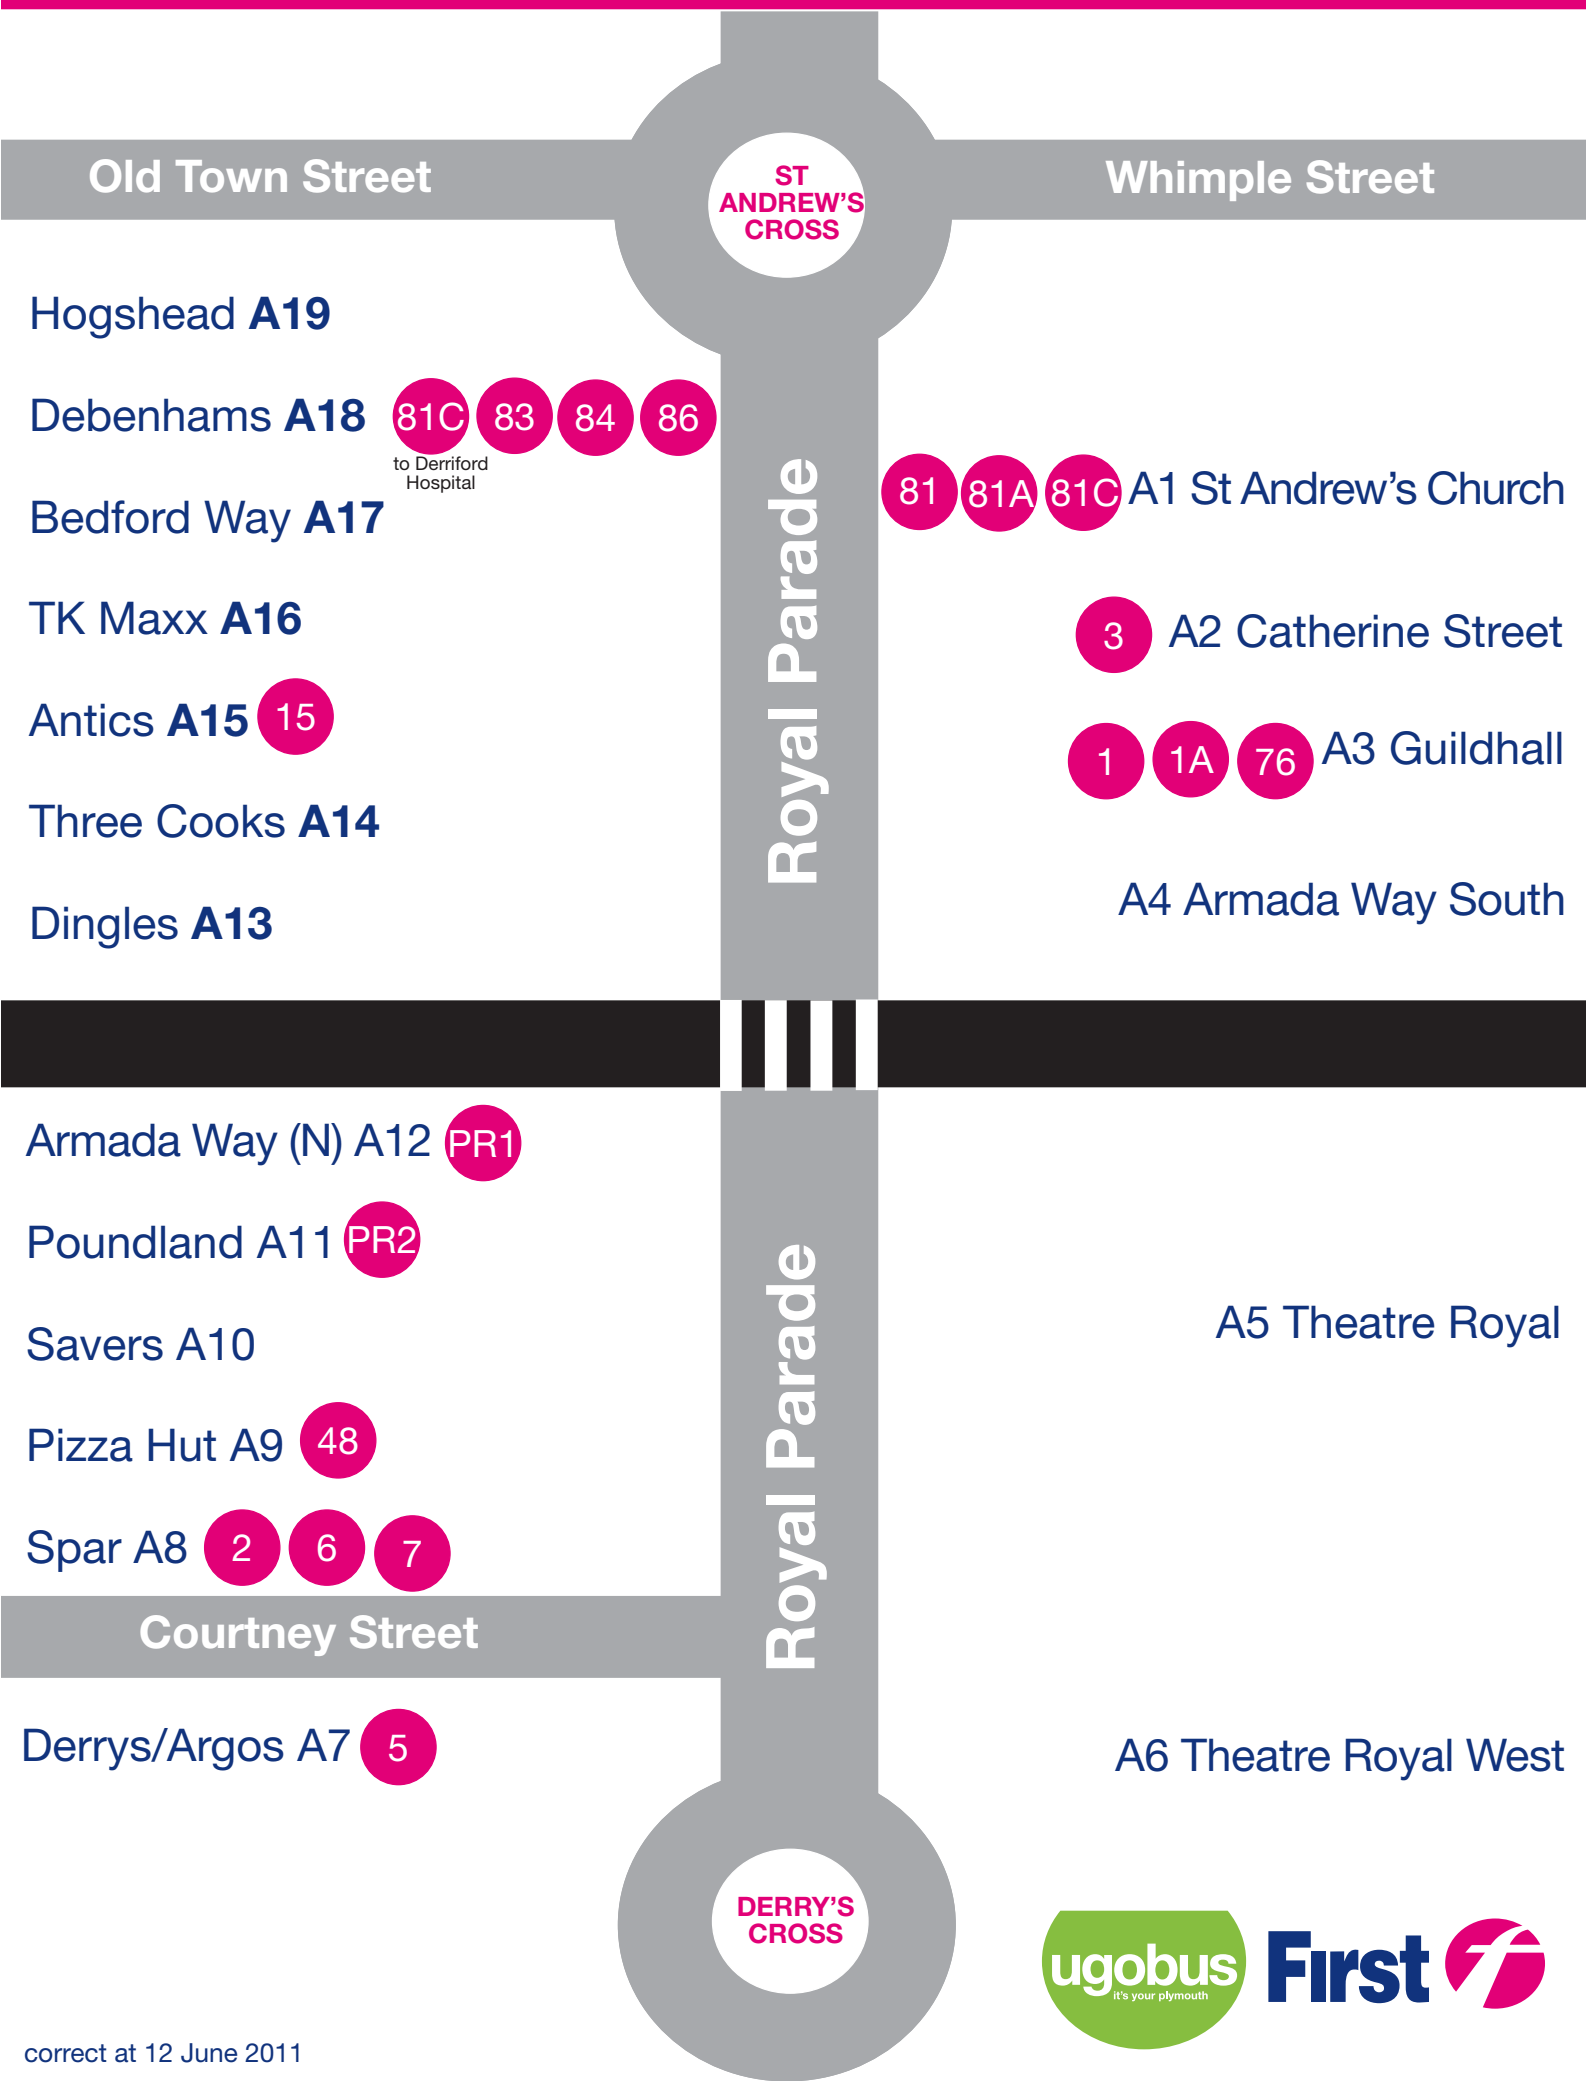 Old Town Street
ST
ANDREW'S
CROSS
Whimple Street
Hogshead A19
Debenhams A18 81C 83 84 86
to Derriford
Hospital
Bedford Way A17
TK Maxx A16
Antics A15 15
Three Cooks A14
Dingles A13
Royal Parade
81 81A 81C A1 St Andrew's Church
3 A2 Catherine Street
1 1A 76 A3 Guildhall
A4 Armada Way South
Armada Way (N) A12 PR1
Poundland A11 PR2
Savers A10
Pizza Hut A9 48
Spar A8 2 6 7
Courtney Street
Derrys/Argos A7 5
Royal Parade
A5 Theatre Royal
A6 Theatre Royal West
DERRY'S
CROSS
ugobus
it's your plymouth
First f
correct at 12 June 2011